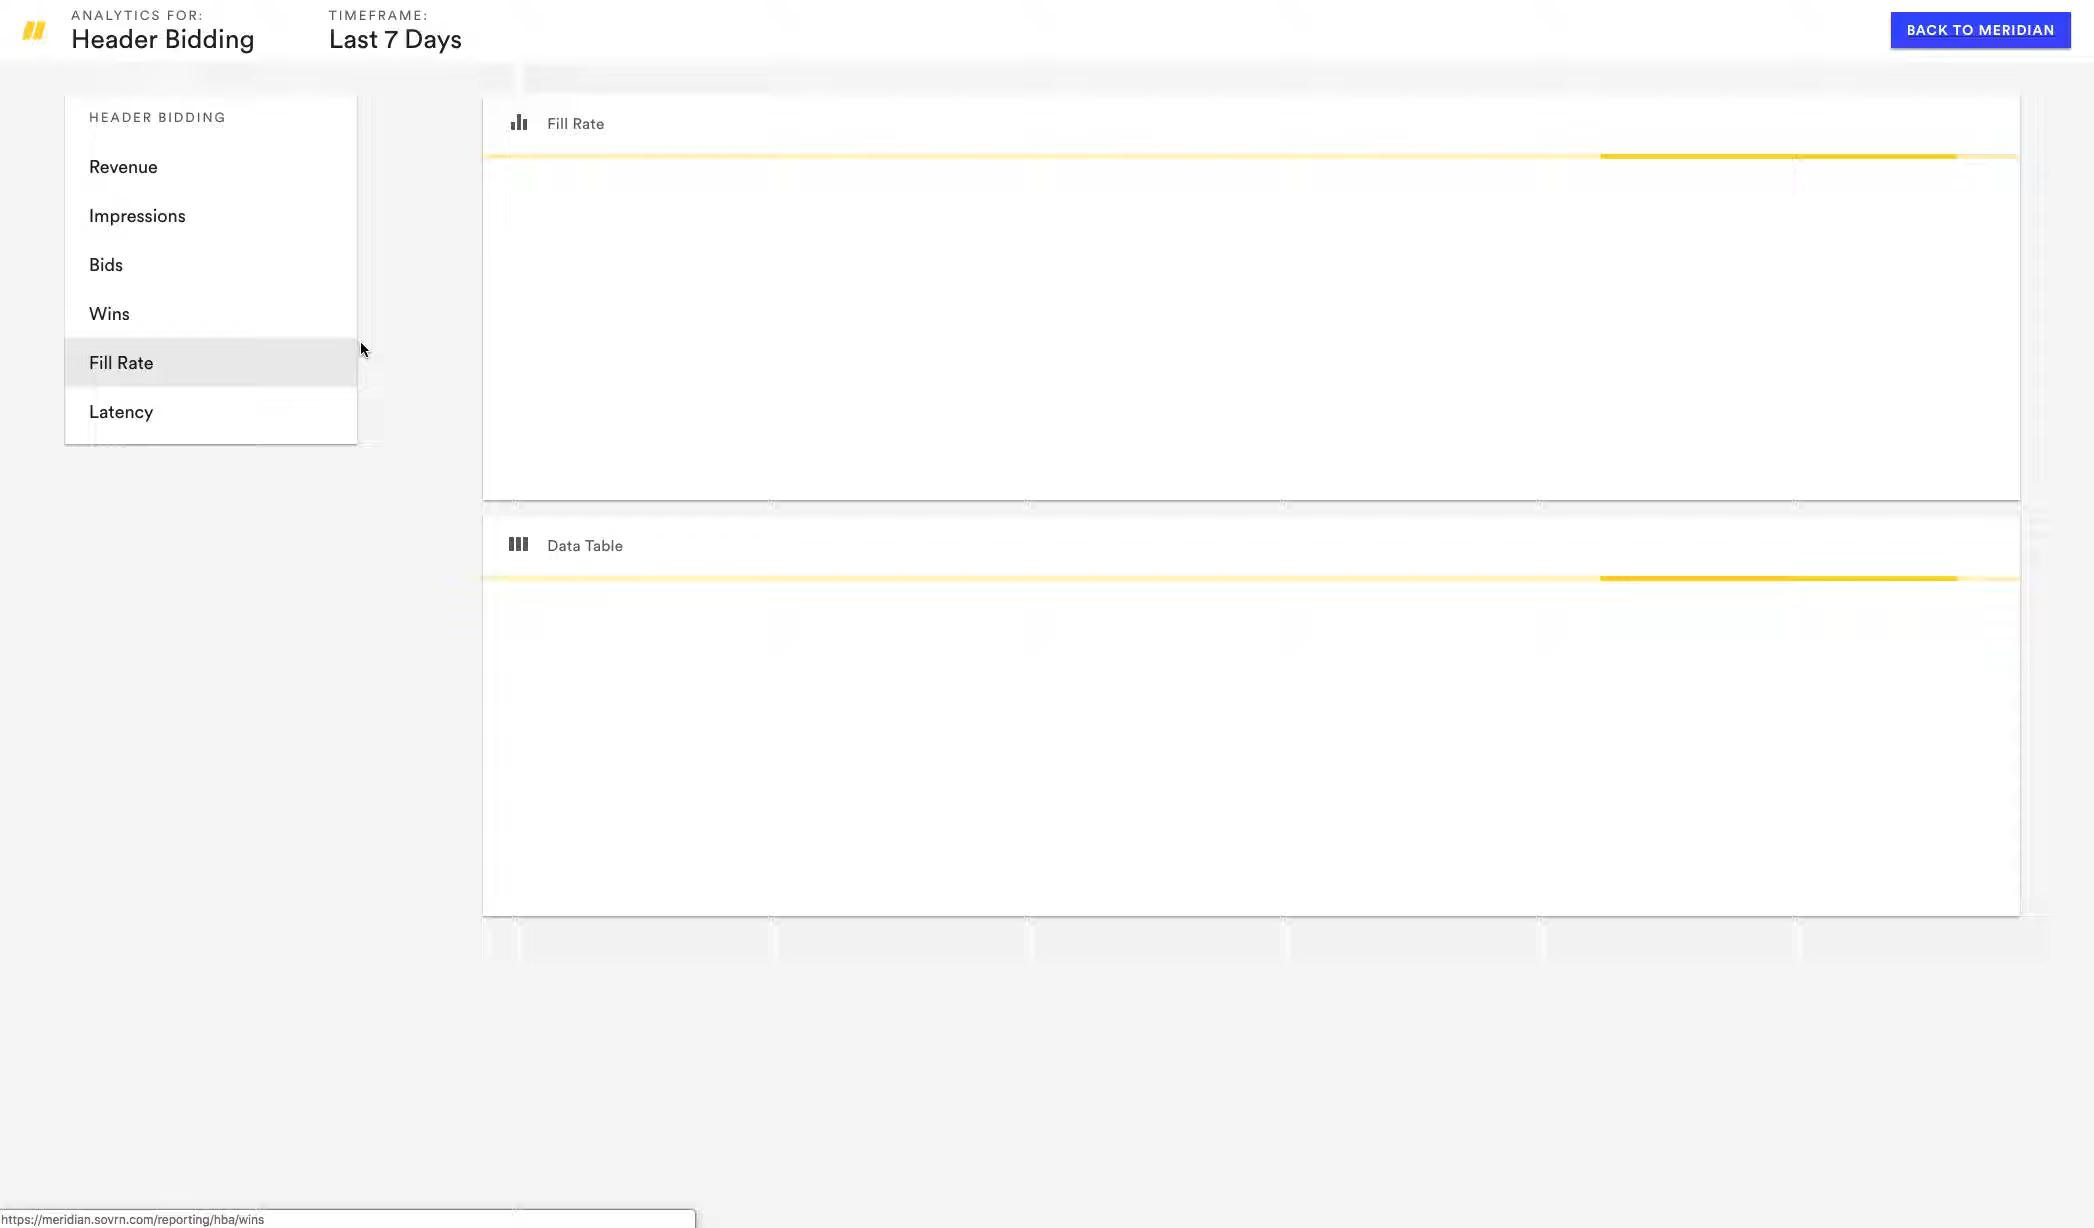 ANALYTICS FOR:
Header Bidding
TIMEFRAME:
Last 7 Days
BACK TO MERIDIAN
HEADER BIDDING
Revenue
Impressions
Bids
Wins
Fill Rate
Latency
Fill Rate
Data Table
https://meridian.sovrn.com/reporting/hba/wins